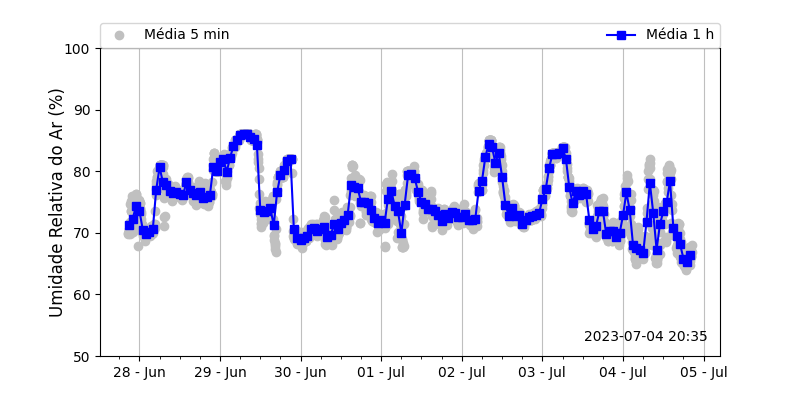 Média 5 min
Média 1 h
Umidade Relativa do Ar (%)
100
90
80
70
60
50
2023-07-04 20:35
28 - Jun
29 - Jun
30 - Jun
01 - Jul
02 - Jul
03 - Jul
04 - Jul
05 - Jul